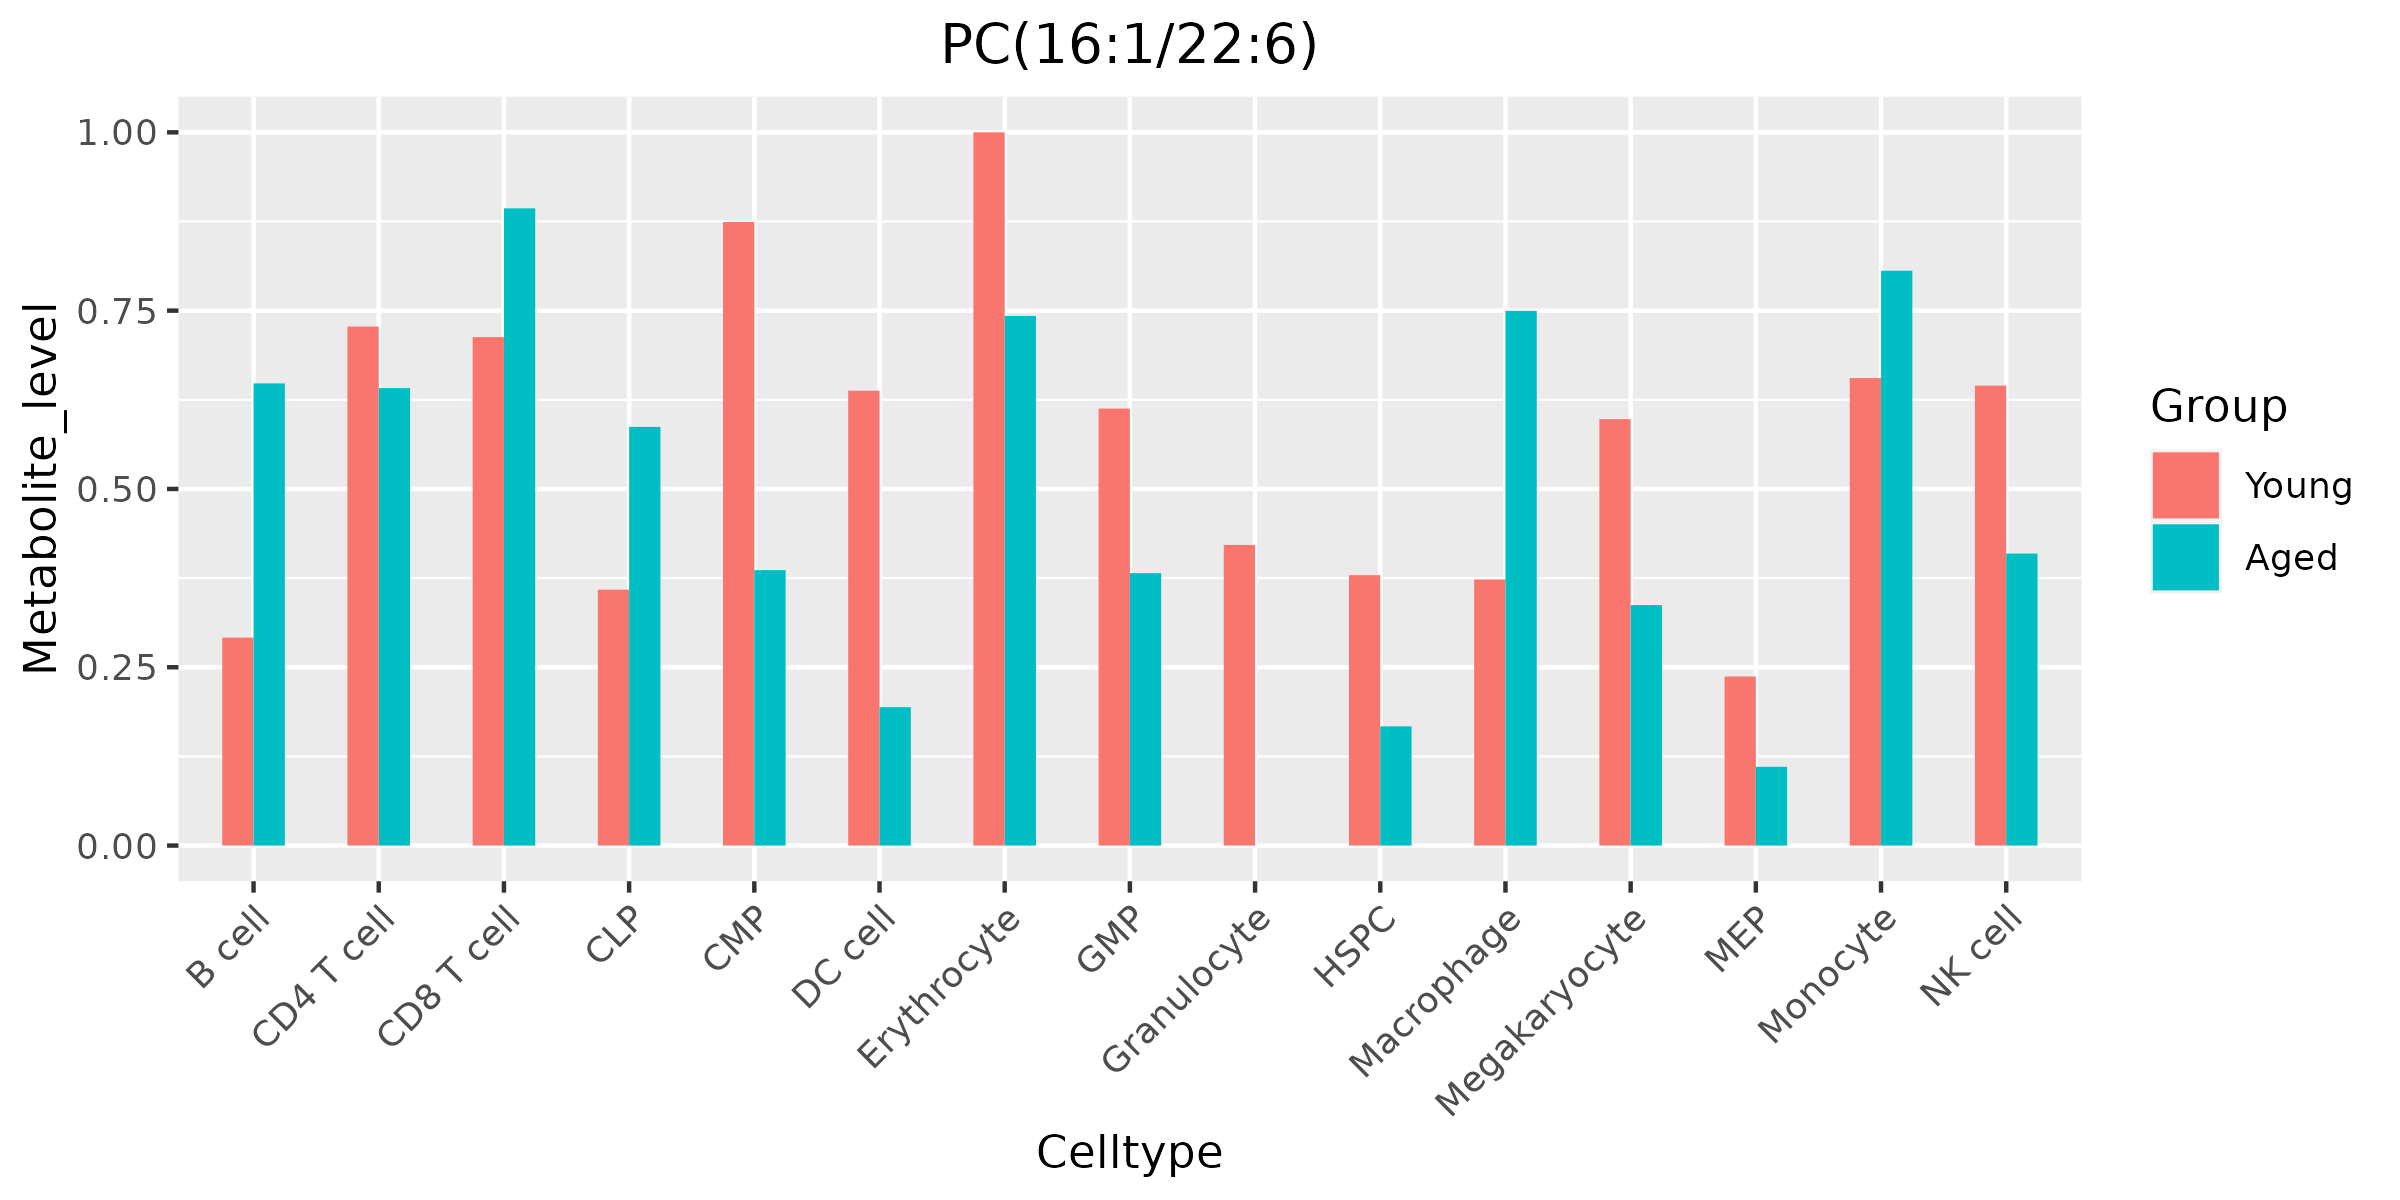 PC(16:1/22:6)
Metabolite_level
1.00
0.75
0.50
0.25
0.00
B cell
CD4 T cell
CD8 T cell
CLP
CMP
DC cell
Erythrocyte
GMP
Granulocyte
HSPC
Macrophage
Megakaryocyte
MEP
Monocyte
NK cell
Celltype
Group
Young
Aged